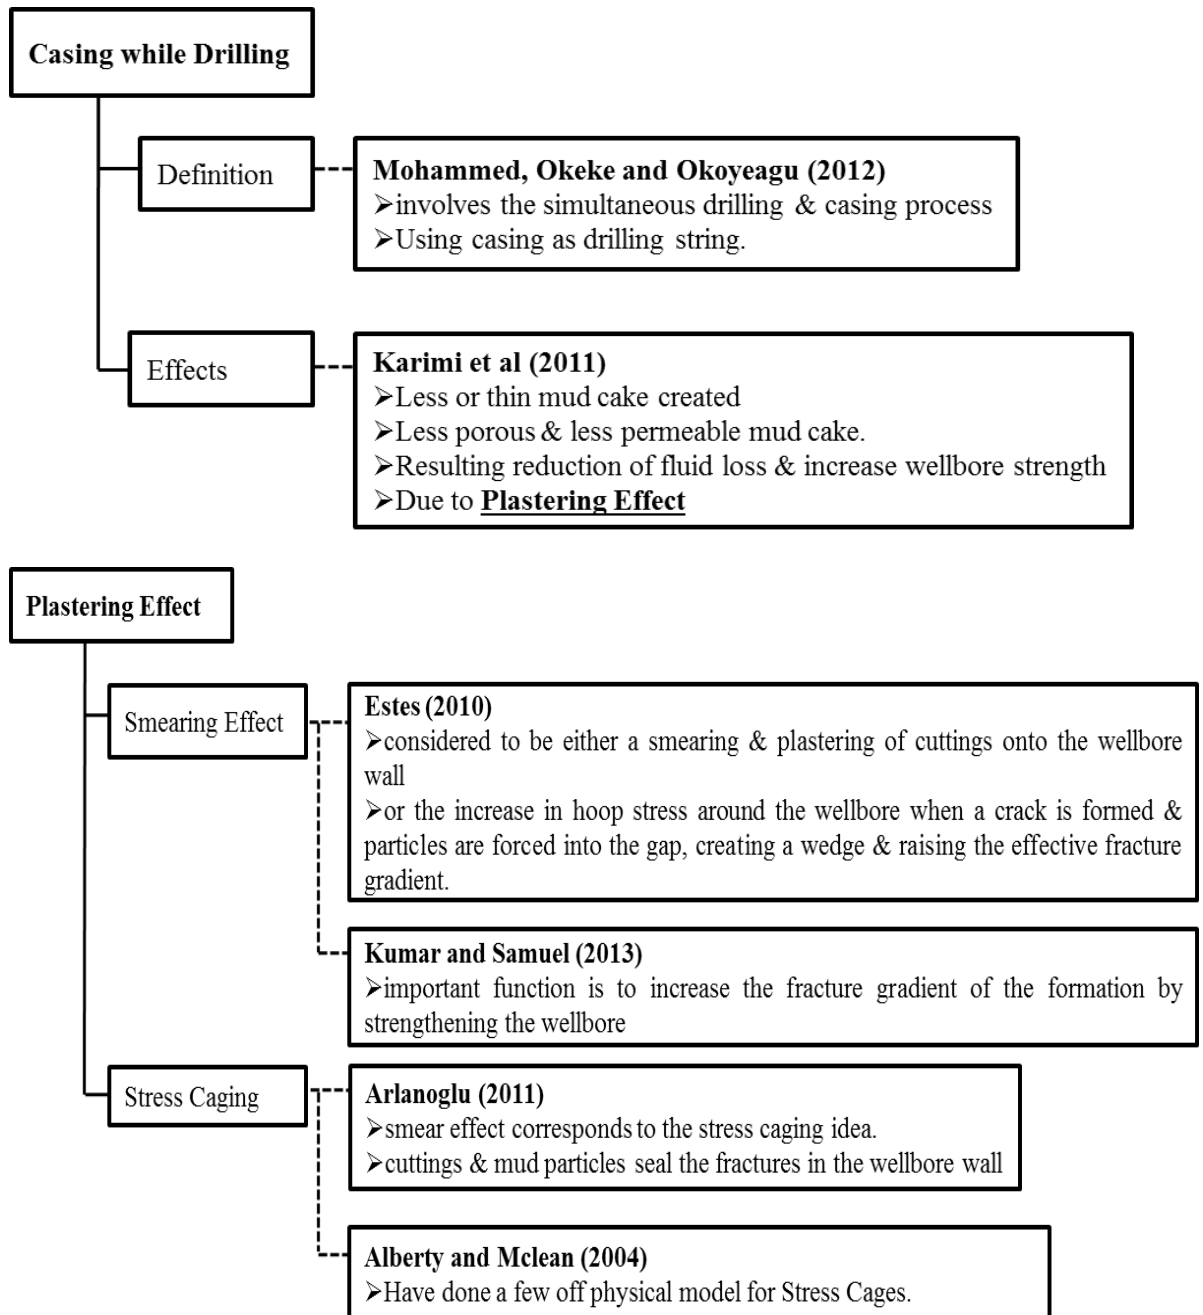 Casing while Drilling
Definition
Mohammed, Okeke and Okoyeagu (2012)
➢involves the simultaneous drilling & casing process
➢Using casing as drilling string.
Effects
Karimi et al (2011)
➢Less or thin mud cake created
➢Less porous & less permeable mud cake.
➢Resulting reduction of fluid loss & increase wellbore strength
➢Due to Plastering Effect
Plastering Effect
Smearing Effect
Estes (2010)
➢considered to be either a smearing & plastering of cuttings onto the wellbore
wall
➢or the increase in hoop stress around the wellbore when a crack is formed &
particles are forced into the gap, creating a wedge & raising the effective fracture
gradient.
Kumar and Samuel (2013)
➢important function is to increase the fracture gradient of the formation by
strengthening the wellbore
Stress Caging
Arlanoglu (2011)
➢smear effect corresponds to the stress caging idea.
➢cuttings & mud particles seal the fractures in the wellbore wall
Alberty and Mclean (2004)
➢Have done a few off physical model for Stress Cages.